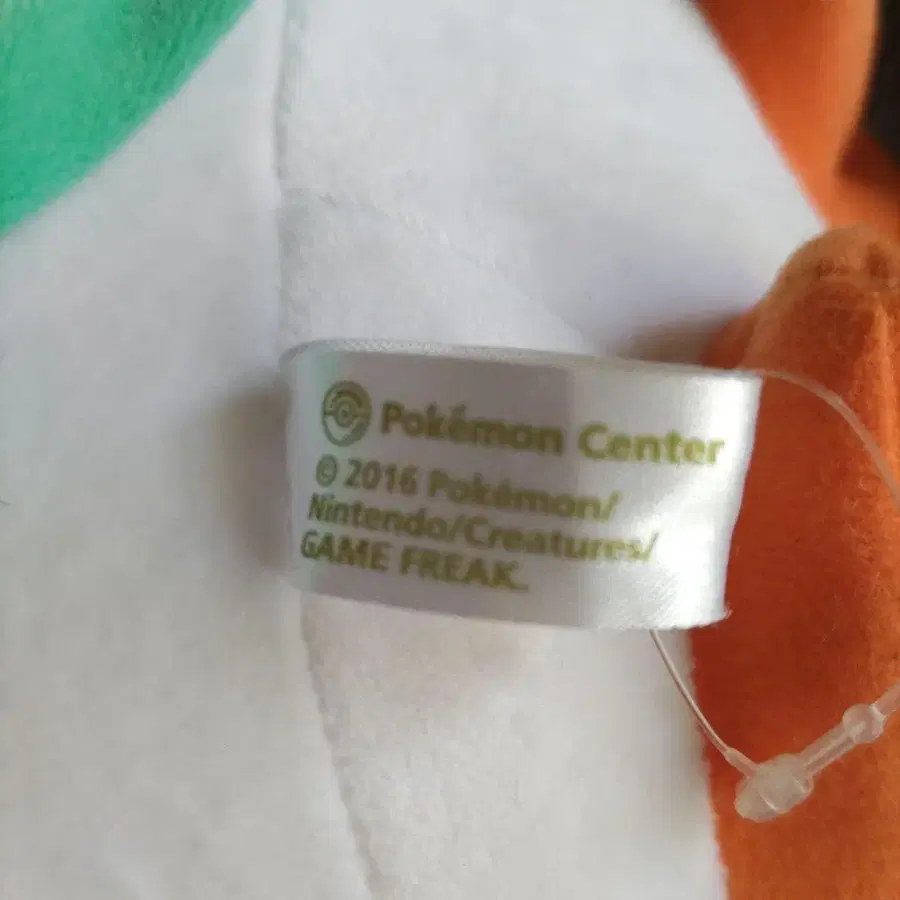 Pokémon Center
© 2016 Pokémon/
Nintendo/Creatures/
GAME FREAK.